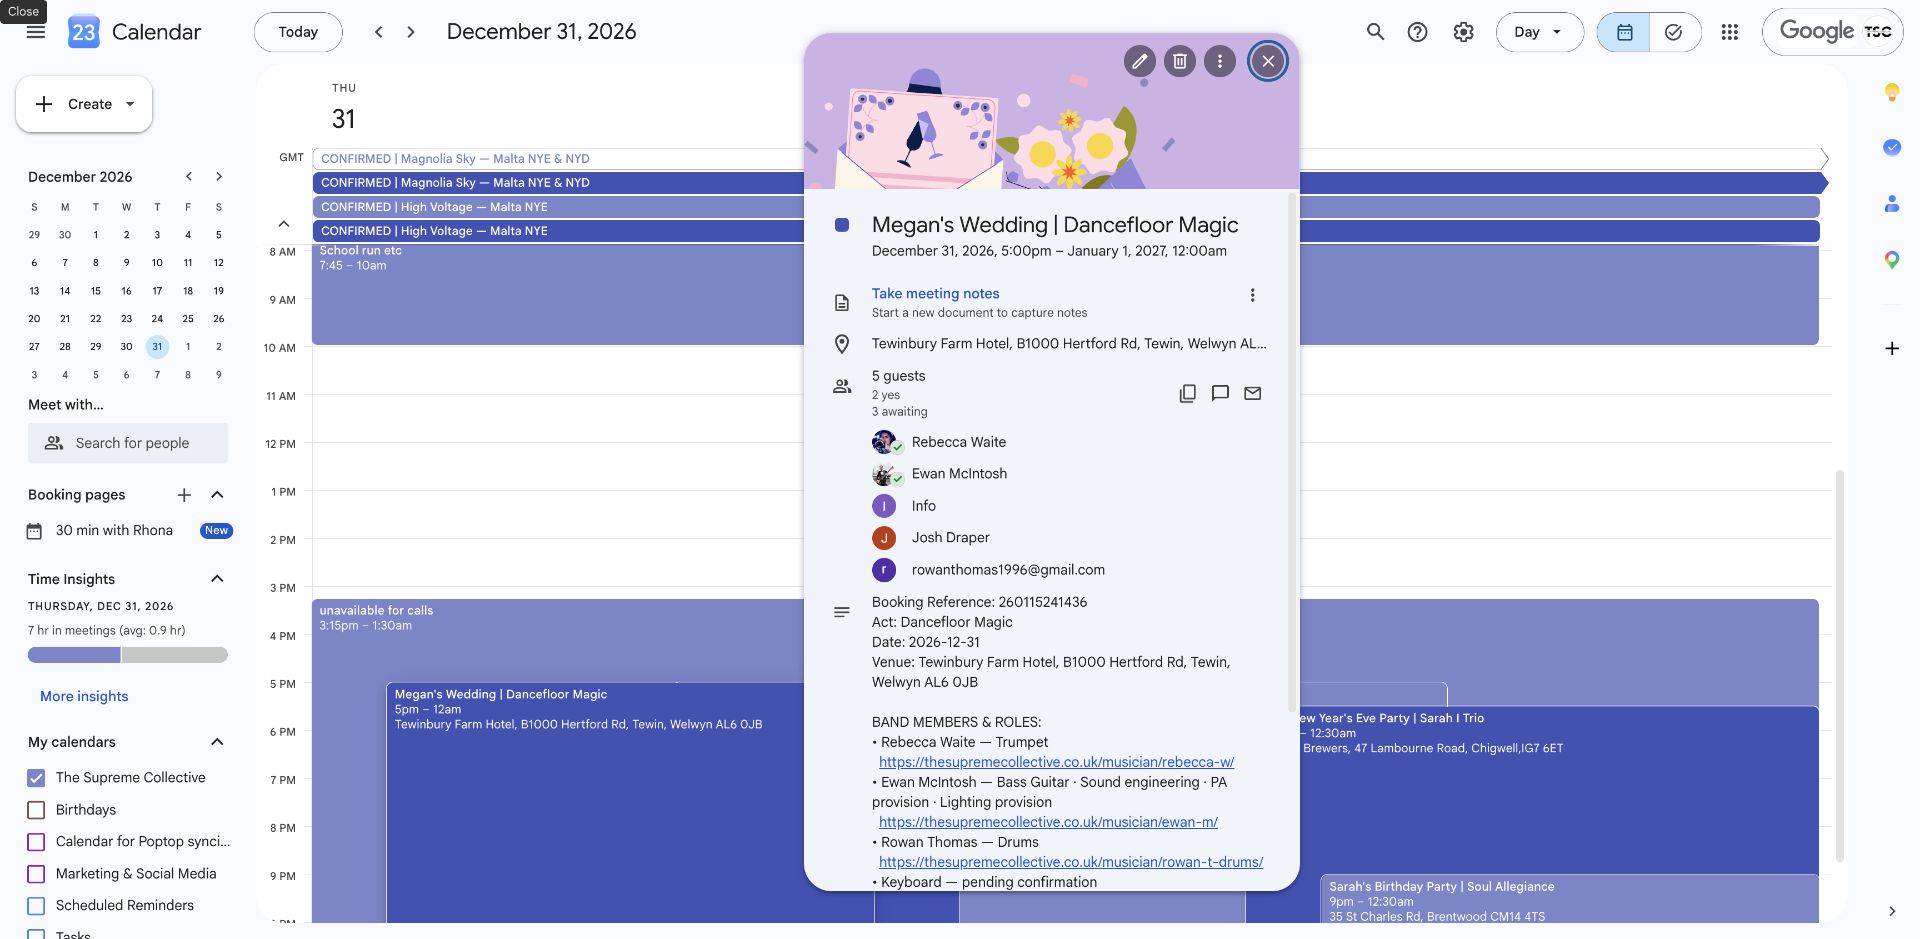 Close
23
Calendar
Today
December 31, 2026
Day
Google
TSC
Create
December 2026
S M T W T F S
29 30 1 2 3 4 5
6 7 8 9 10 11 12
13 14 15 16 17 18 19
20 21 22 23 24 25 26
27 28 29 30 31 1 2
3 4 5 6 7 8 9
Meet with...
Search for people
Booking pages
30 min with Rhona New
Time Insights
THURSDAY, DEC 31, 2026
7 hr in meetings (avg: 0.9 hr)
More insights
My calendars
The Supreme Collective
Birthdays
Calendar for Poptop synci...
Marketing & Social Media
Scheduled Reminders
Tasks
THU
31
GMT
CONFIRMED | Magnolia Sky — Malta NYE & NYD
CONFIRMED | Magnolia Sky — Malta NYE & NYD
CONFIRMED | High Voltage — Malta NYE
CONFIRMED | High Voltage — Malta NYE
8 AM
9 AM
10 AM
11 AM
12 PM
1 PM
2 PM
3 PM
4 PM
5 PM
6 PM
7 PM
8 PM
9 PM
School run etc
7:45 – 10am
unavailable for calls
3:15pm – 1:30am
Megan's Wedding | Dancefloor Magic
5pm – 12am
Tewinbury Farm Hotel, B1000 Hertford Rd, Tewin, Welwyn AL6 0JB
Megan's Wedding | Dancefloor Magic
December 31, 2026, 5:00pm – January 1, 2027, 12:00am
Take meeting notes
Start a new document to capture notes
Tewinbury Farm Hotel, B1000 Hertford Rd, Tewin, Welwyn AL...
5 guests
2 yes
3 awaiting
Rebecca Waite
Ewan McIntosh
I Info
J Josh Draper
r rowanthomas1996@gmail.com
Booking Reference: 260115241436
Act: Dancefloor Magic
Date: 2026-12-31
Venue: Tewinbury Farm Hotel, B1000 Hertford Rd, Tewin,
Welwyn AL6 0JB
BAND MEMBERS & ROLES:
• Rebecca Waite — Trumpet
https://thesupremecollective.co.uk/musician/rebecca-w/
• Ewan McIntosh — Bass Guitar · Sound engineering · PA
provision · Lighting provision
https://thesupremecollective.co.uk/musician/ewan-m/
• Rowan Thomas — Drums
https://thesupremecollective.co.uk/musician/rowan-t-drums/
• Keyboard — pending confirmation
ew Year's Eve Party | Sarah I Trio
– 12:30am
Brewers, 47 Lambourne Road, Chigwell,IG7 6ET
Sarah's Birthday Party | Soul Allegiance
9pm – 12:30am
35 St Charles Rd, Brentwood CM14 4TS